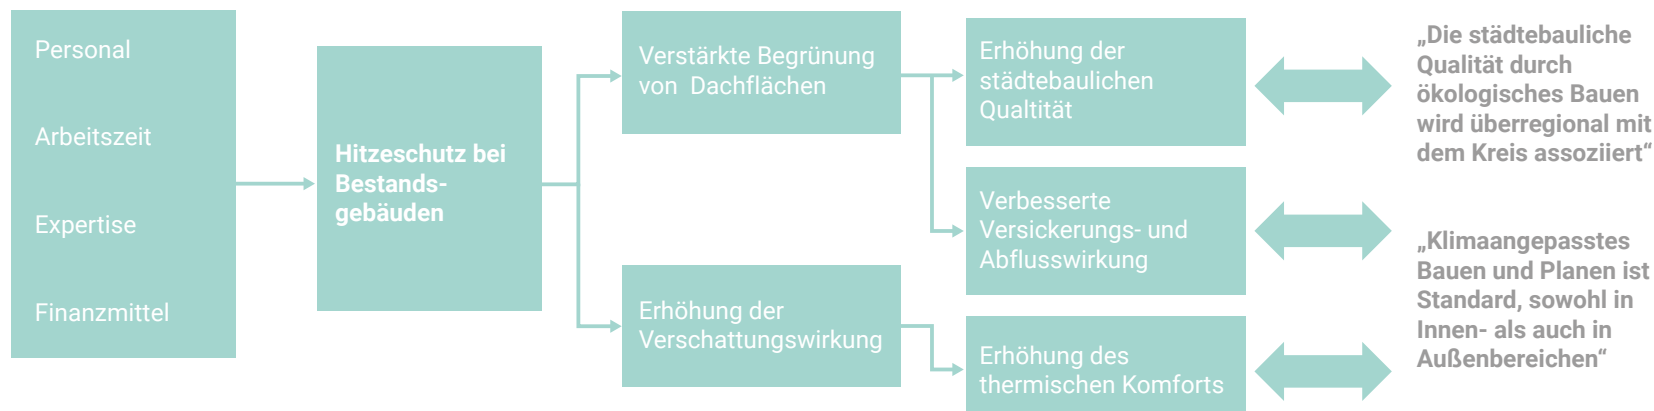 Personal
Arbeitszeit
Expertise
Finanzmittel
Hitzeschutz bei
Bestands-
gebäuden
Verstärkte Begrünung
von  Dachflächen
Erhöhung der
Verschattungswirkung
Erhöhung der
städtebaulichen
Qualtität
Verbesserte
Versickerungs- und
Abflusswirkung
Erhöhung des
thermischen Komforts
„Die städtebauliche
Qualität durch
ökologisches Bauen
wird überregional mit
dem Kreis assoziiert“
„Klimaangepasstes
Bauen und Planen ist
Standard, sowohl in
Innen- als auch in
Außenbereichen“